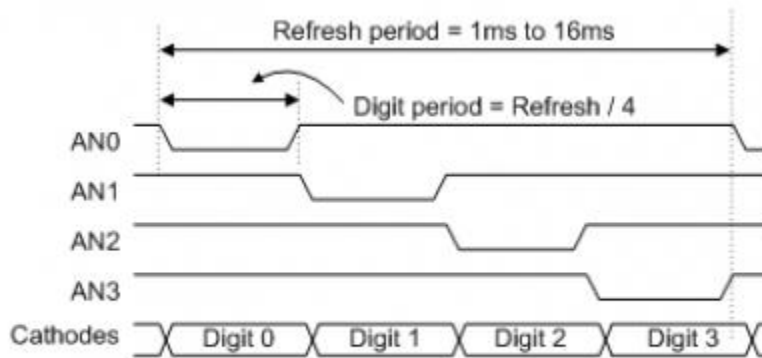 Refresh period = 1ms to 16ms
Digit period = Refresh / 4
AN0
AN1
AN2
AN3
Cathodes Digit 0 Digit 1 Digit 2 Digit 3